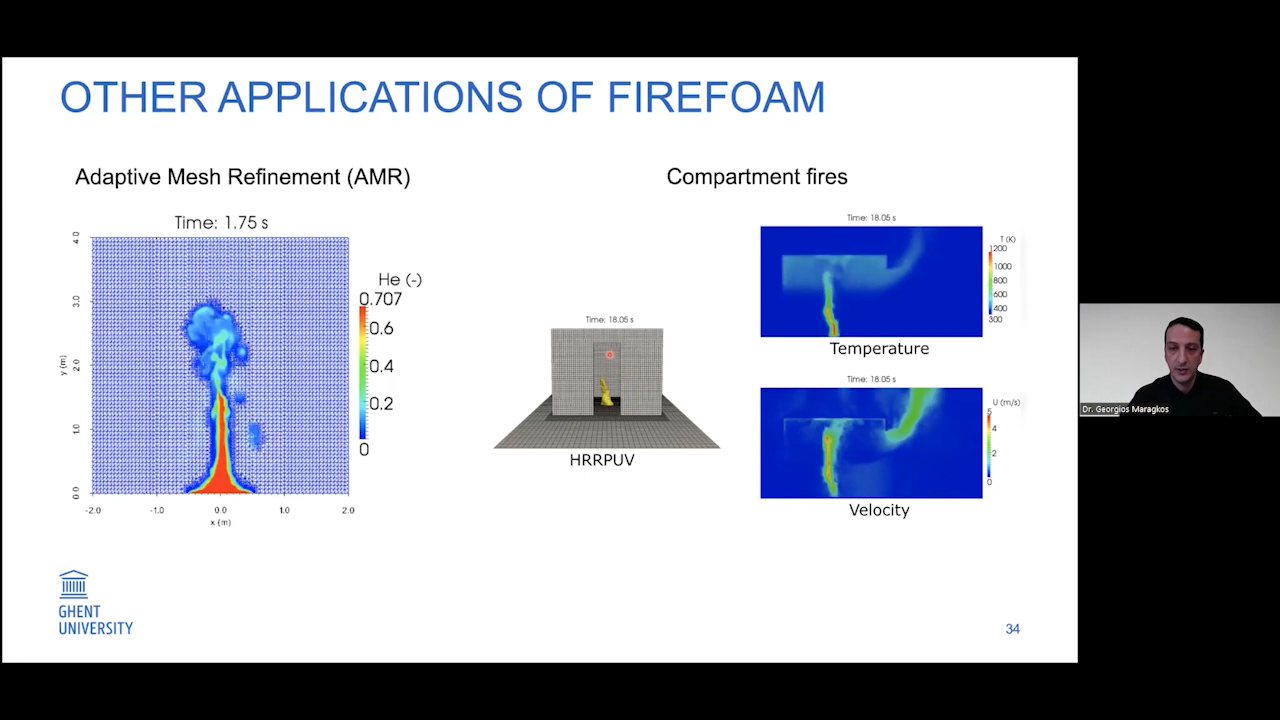 OTHER APPLICATIONS OF FIREFOAM
Adaptive Mesh Refinement (AMR)
Time: 1.75 s
4.0
3.0
2.0
1.0
0.0
y (m)
-2.0 -1.0 0.0 1.0 2.0
x (m)
He (-)
0.707
0.6
0.4
0.2
0
Compartment fires
Time: 18.05 s
HRRPUV
Time: 18.05 s
T (K)
1200
1000
800
600
400
300
Temperature
Time: 18.05 s
U (m/s)
5
4
2
0
Velocity
GHENT
UNIVERSITY
34
Dr. Georgios Maragkos